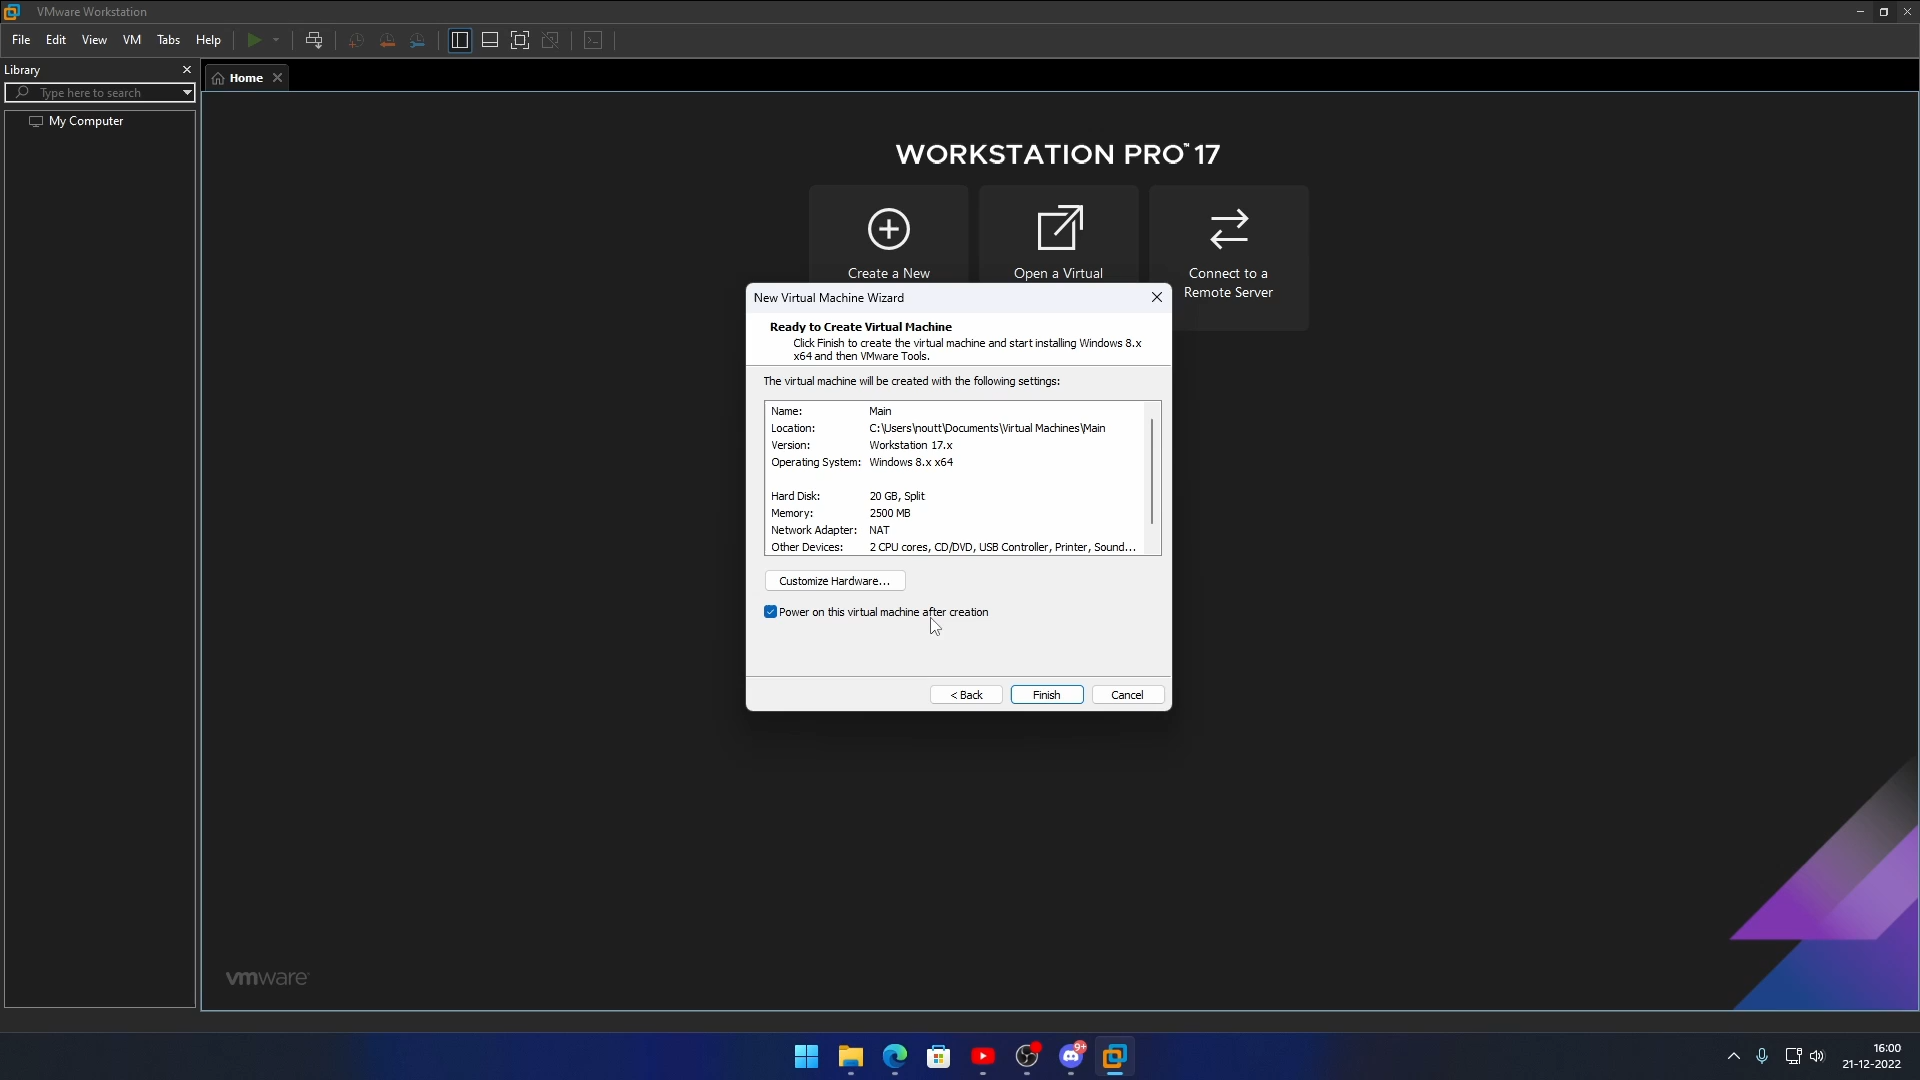 VMware Workstation
File Edit View VM Tabs Help
Library
Type here to search
My Computer
Home
WORKSTATION PRO™ 17
Create a New
Open a Virtual
Connect to a
Remote Server
New Virtual Machine Wizard
Ready to Create Virtual Machine
Click Finish to create the virtual machine and start installing Windows 8.x
x64 and then VMware Tools.
The virtual machine will be created with the following settings:
Name: Main
Location: C:\Users\noutt\Documents\Virtual Machines\Main
Version: Workstation 17.x
Operating System: Windows 8.x x64
Hard Disk: 20 GB, Split
Memory: 2500 MB
Network Adapter: NAT
Other Devices: 2 CPU cores, CD/DVD, USB Controller, Printer, Sound...
Customize Hardware...
Power on this virtual machine after creation
< Back Finish Cancel
vmware
9+
16:00
21-12-2022